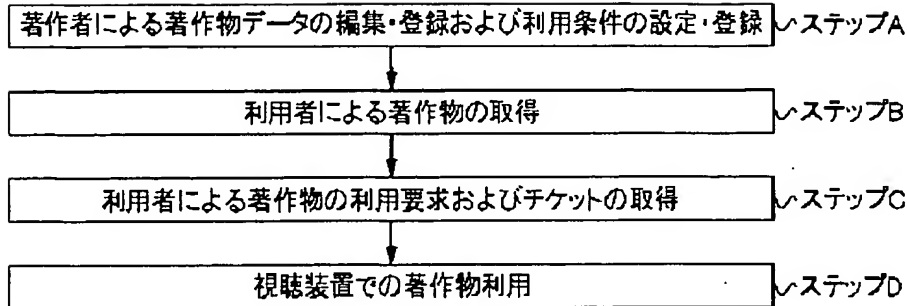 著作者による著作物データの編集・登録および利用条件の設定・登録 ステップA
利用者による著作物の取得 ステップB
利用者による著作物の利用要求およびチケットの取得 ステップC
視聴装置での著作物利用 ステップD